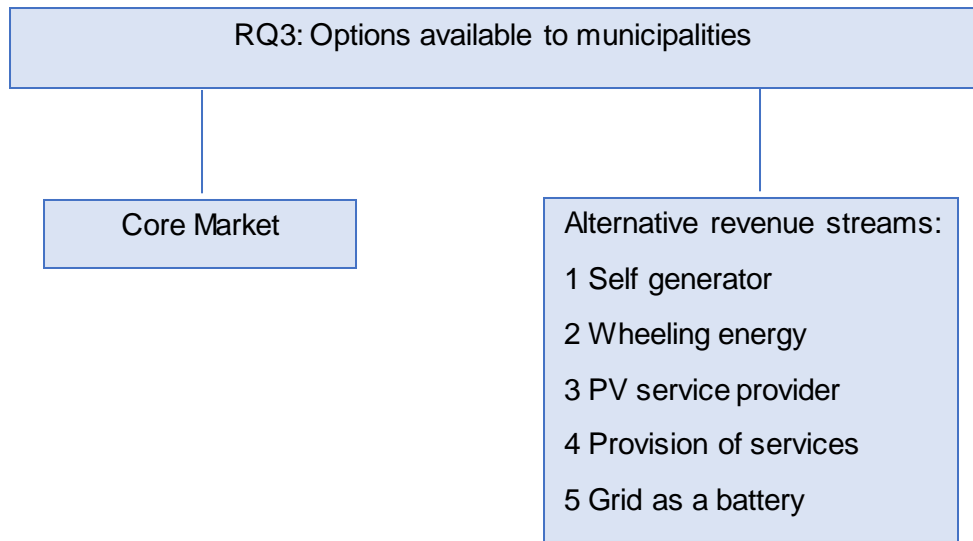 RQ3: Options available to municipalities
Core Market
Alternative revenue streams:
1 Self generator
2 Wheeling energy
3 PV service provider
4 Provision of services
5 Grid as a battery